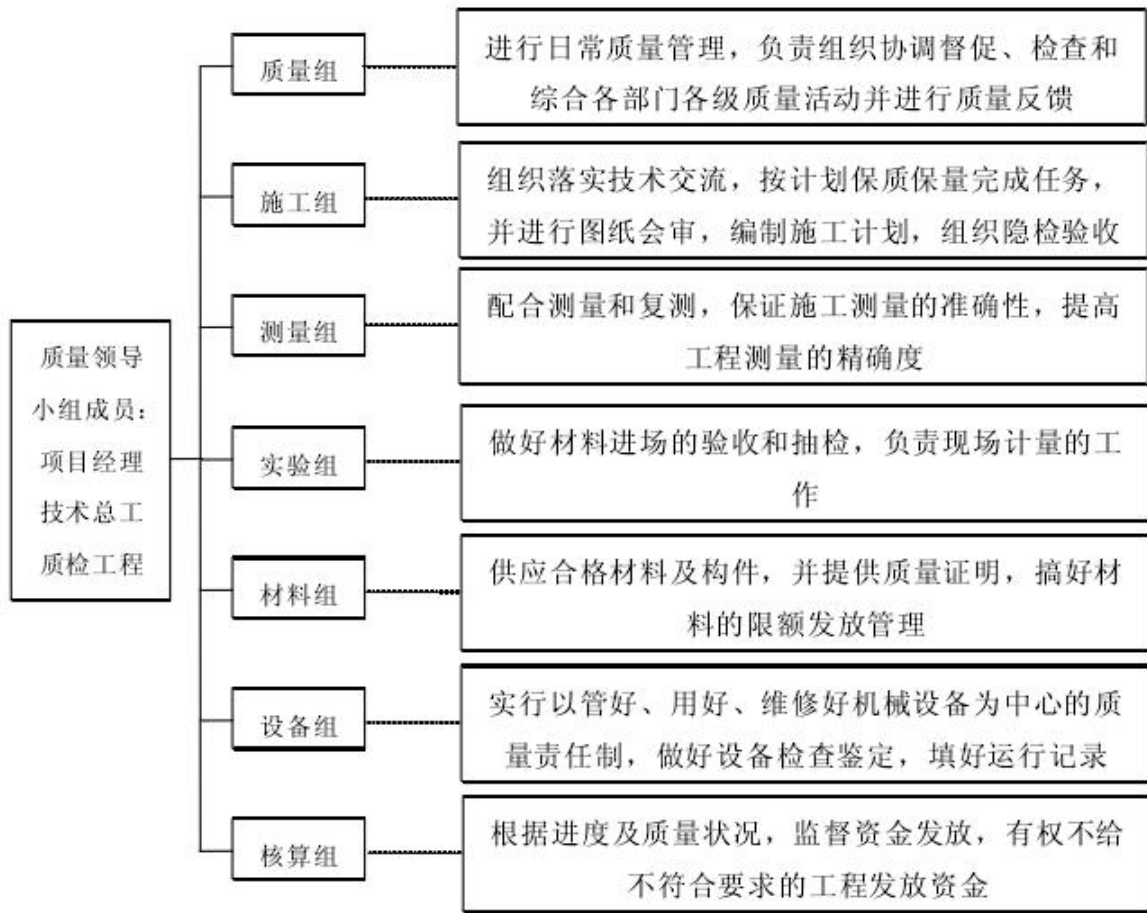 质量领导
小组成员：
项目经理
技术总工
质检工程
质量组
进行日常质量管理，负责组织协调督促、检查和
综合各部门各级质量活动并进行质量反馈
施工组
组织落实技术交流，按计划保质保量完成任务，
并进行图纸会审，编制施工计划，组织隐检验收
测量组
配合测量和复测，保证施工测量的准确性，提高
工程测量的精确度
实验组
做好材料进场的验收和抽检，负责现场计量的工
作
材料组
供应合格材料及构件，并提供质量证明，搞好材
料的限额发放管理
设备组
实行以管好、用好、维修好机械设备为中心的质
量责任制，做好设备检查鉴定，填好运行记录
核算组
根据进度及质量状况，监督资金发放，有权不给
不符合要求的工程发放资金